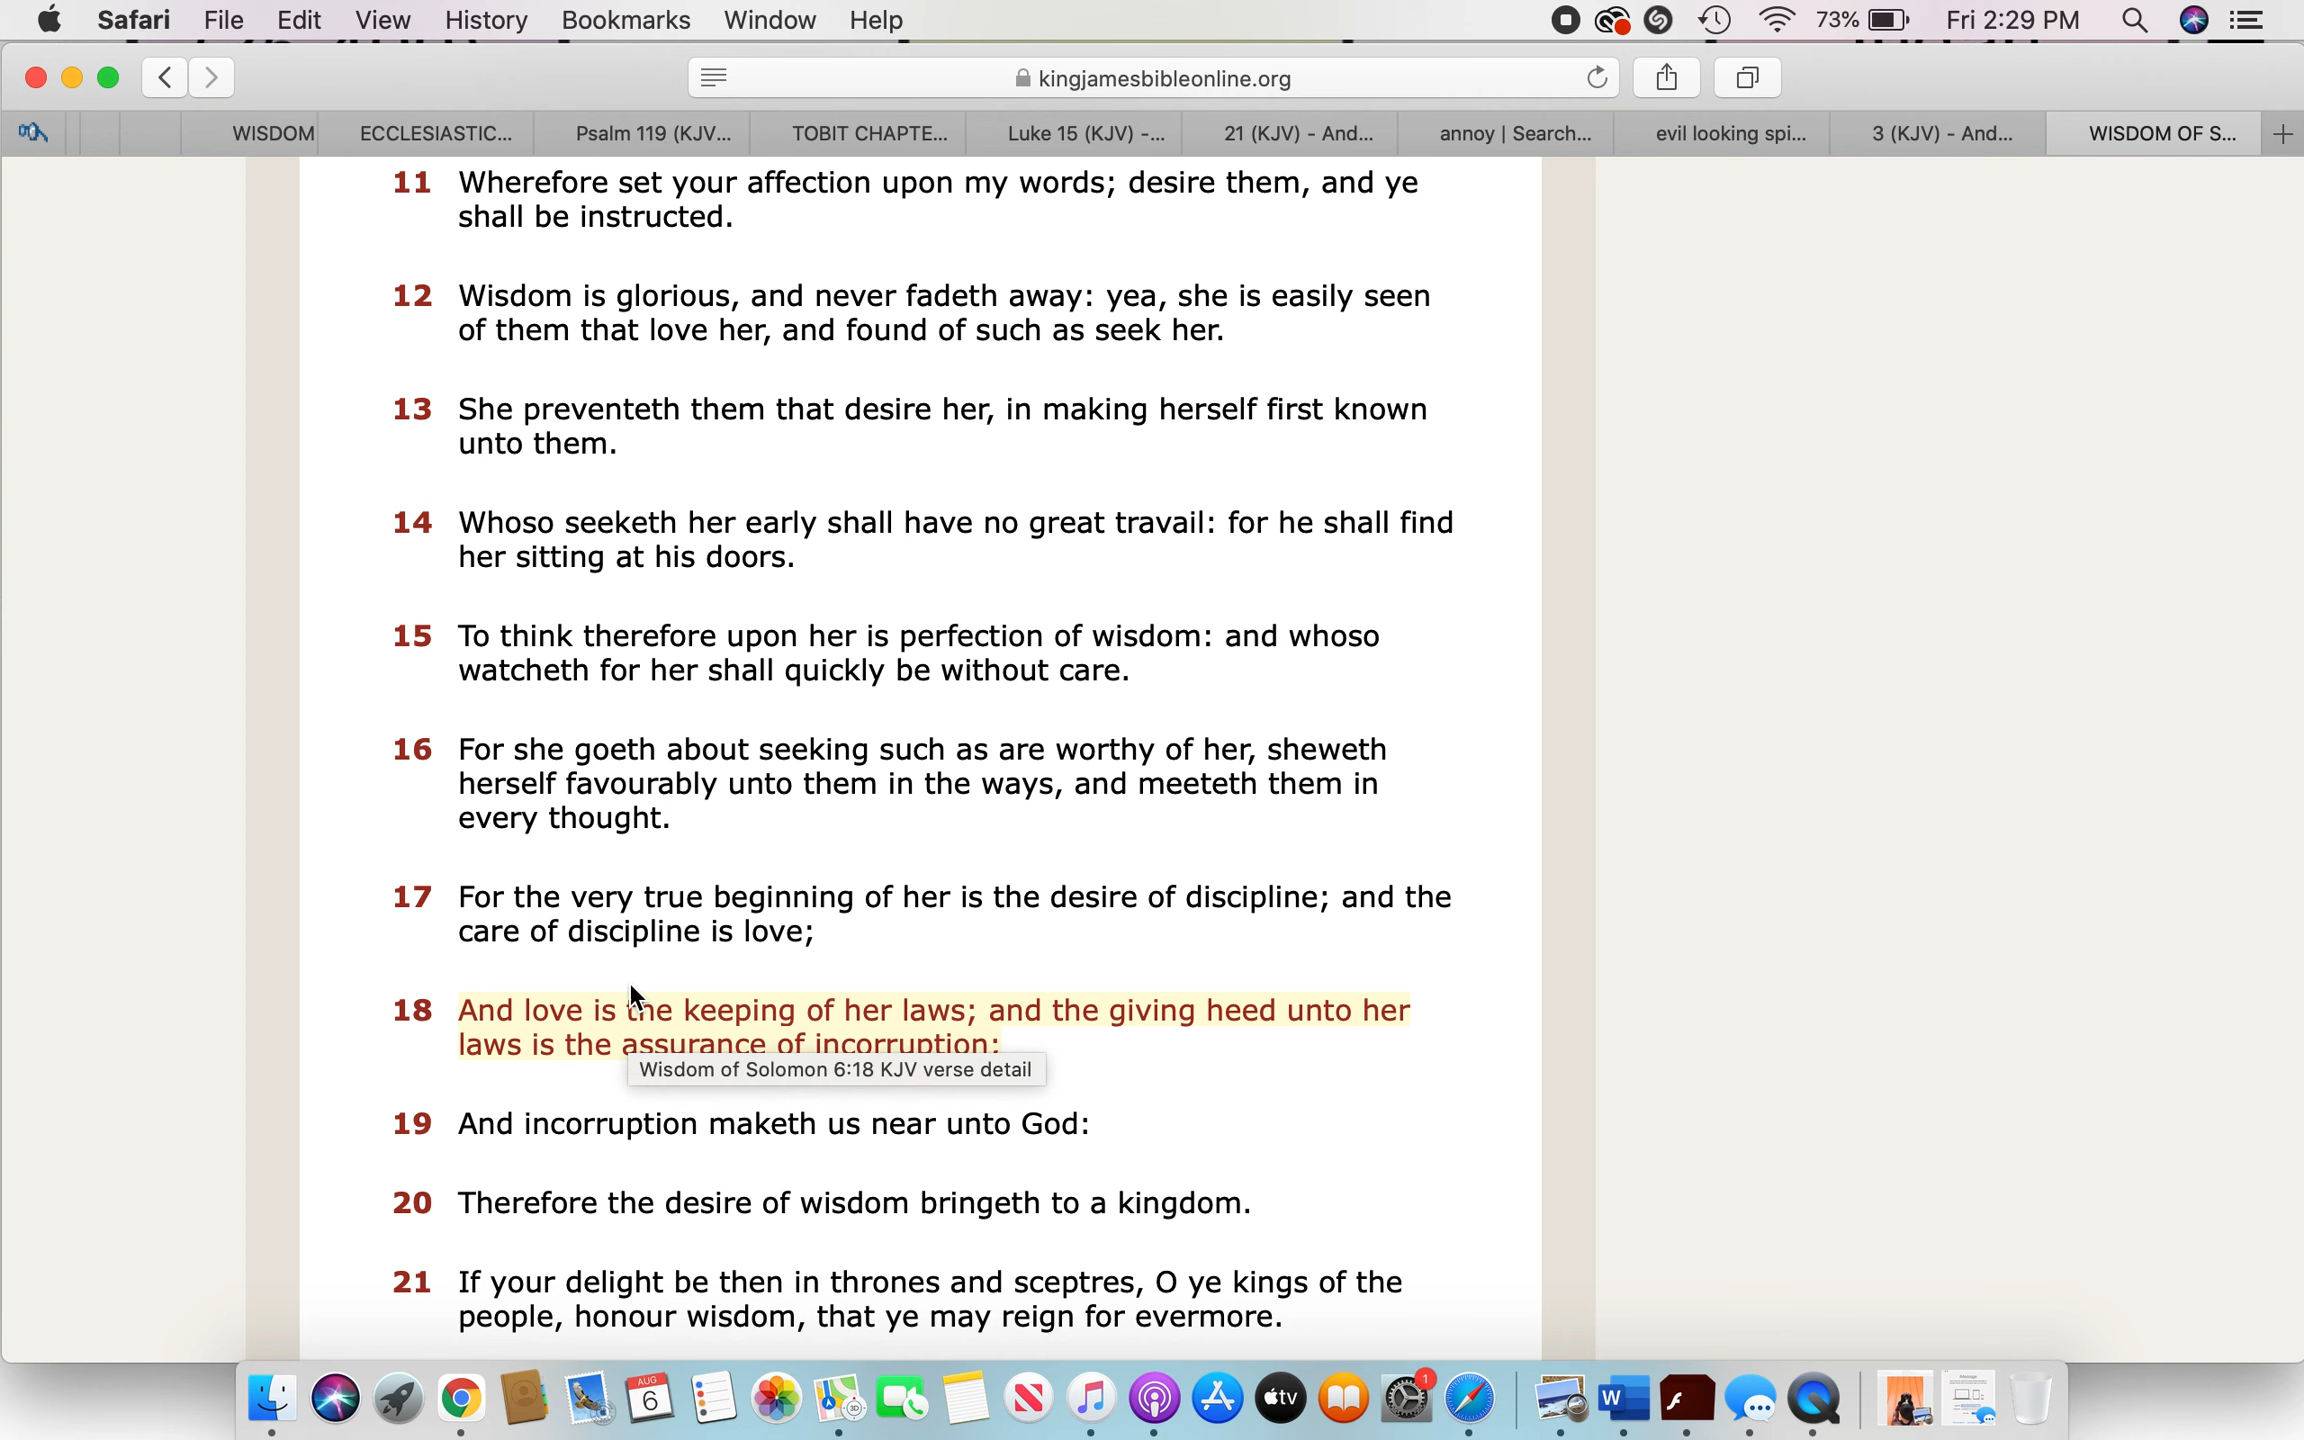 Safari File Edit View History Bookmarks Window Help 73% Fri 2:29 PM
kingjamesbibleonline.org
WISDOM ECCLESIASTIC... Psalm 119 (KJV... TOBIT CHAPTE... Luke 15 (KJV) -... 21 (KJV) - And... annoy | Search... evil looking spi... 3 (KJV) - And... WISDOM OF S...
11 Wherefore set your affection upon my words; desire them, and ye
shall be instructed.
12 Wisdom is glorious, and never fadeth away: yea, she is easily seen
of them that love her, and found of such as seek her.
13 She preventeth them that desire her, in making herself first known
unto them.
14 Whoso seeketh her early shall have no great travail: for he shall find
her sitting at his doors.
15 To think therefore upon her is perfection of wisdom: and whoso
watcheth for her shall quickly be without care.
16 For she goeth about seeking such as are worthy of her, sheweth
herself favourably unto them in the ways, and meeteth them in
every thought.
17 For the very true beginning of her is the desire of discipline; and the
care of discipline is love;
18 And love is the keeping of her laws; and the giving heed unto her
laws is the assurance of incorruption;
Wisdom of Solomon 6:18 KJV verse detail
19 And incorruption maketh us near unto God:
20 Therefore the desire of wisdom bringeth to a kingdom.
21 If your delight be then in thrones and sceptres, O ye kings of the
people, honour wisdom, that ye may reign for evermore.
AUG 6 3D tv 1 W